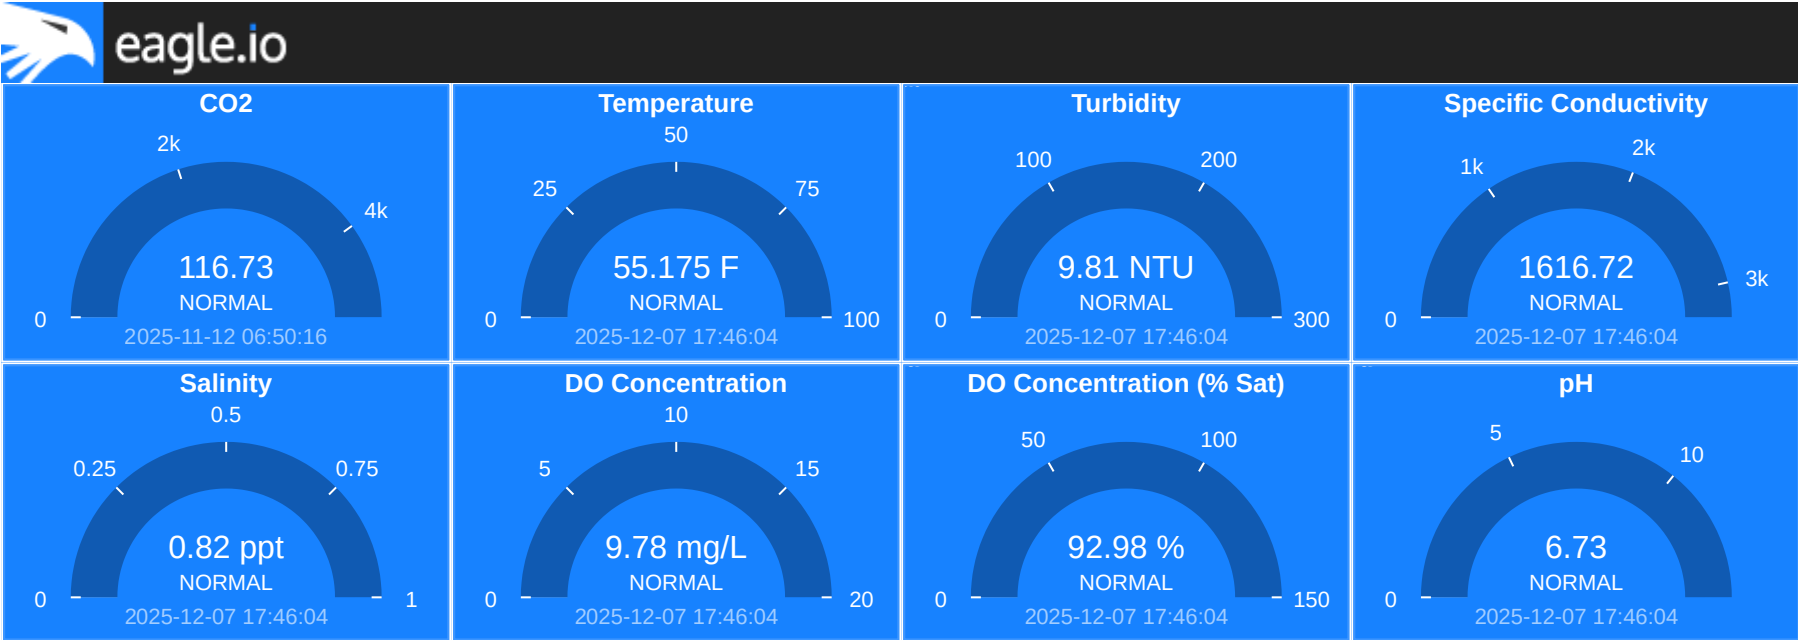 eagle.io
CO2
2k
4k
116.73
NORMAL
0
2025-11-12 06:50:16
Temperature
50
25
75
55.175 F
NORMAL
0
100
2025-12-07 17:46:04
Turbidity
100
200
9.81 NTU
NORMAL
0
300
2025-12-07 17:46:04
Specific Conductivity
2k
1k
1616.72
3k
NORMAL
0
2025-12-07 17:46:04
Salinity
0.5
0.25
0.75
0.82 ppt
NORMAL
0
1
2025-12-07 17:46:04
DO Concentration
10
5
15
9.78 mg/L
NORMAL
0
20
2025-12-07 17:46:04
DO Concentration (% Sat)
50
100
92.98 %
NORMAL
0
150
2025-12-07 17:46:04
pH
5
10
6.73
NORMAL
0
2025-12-07 17:46:04